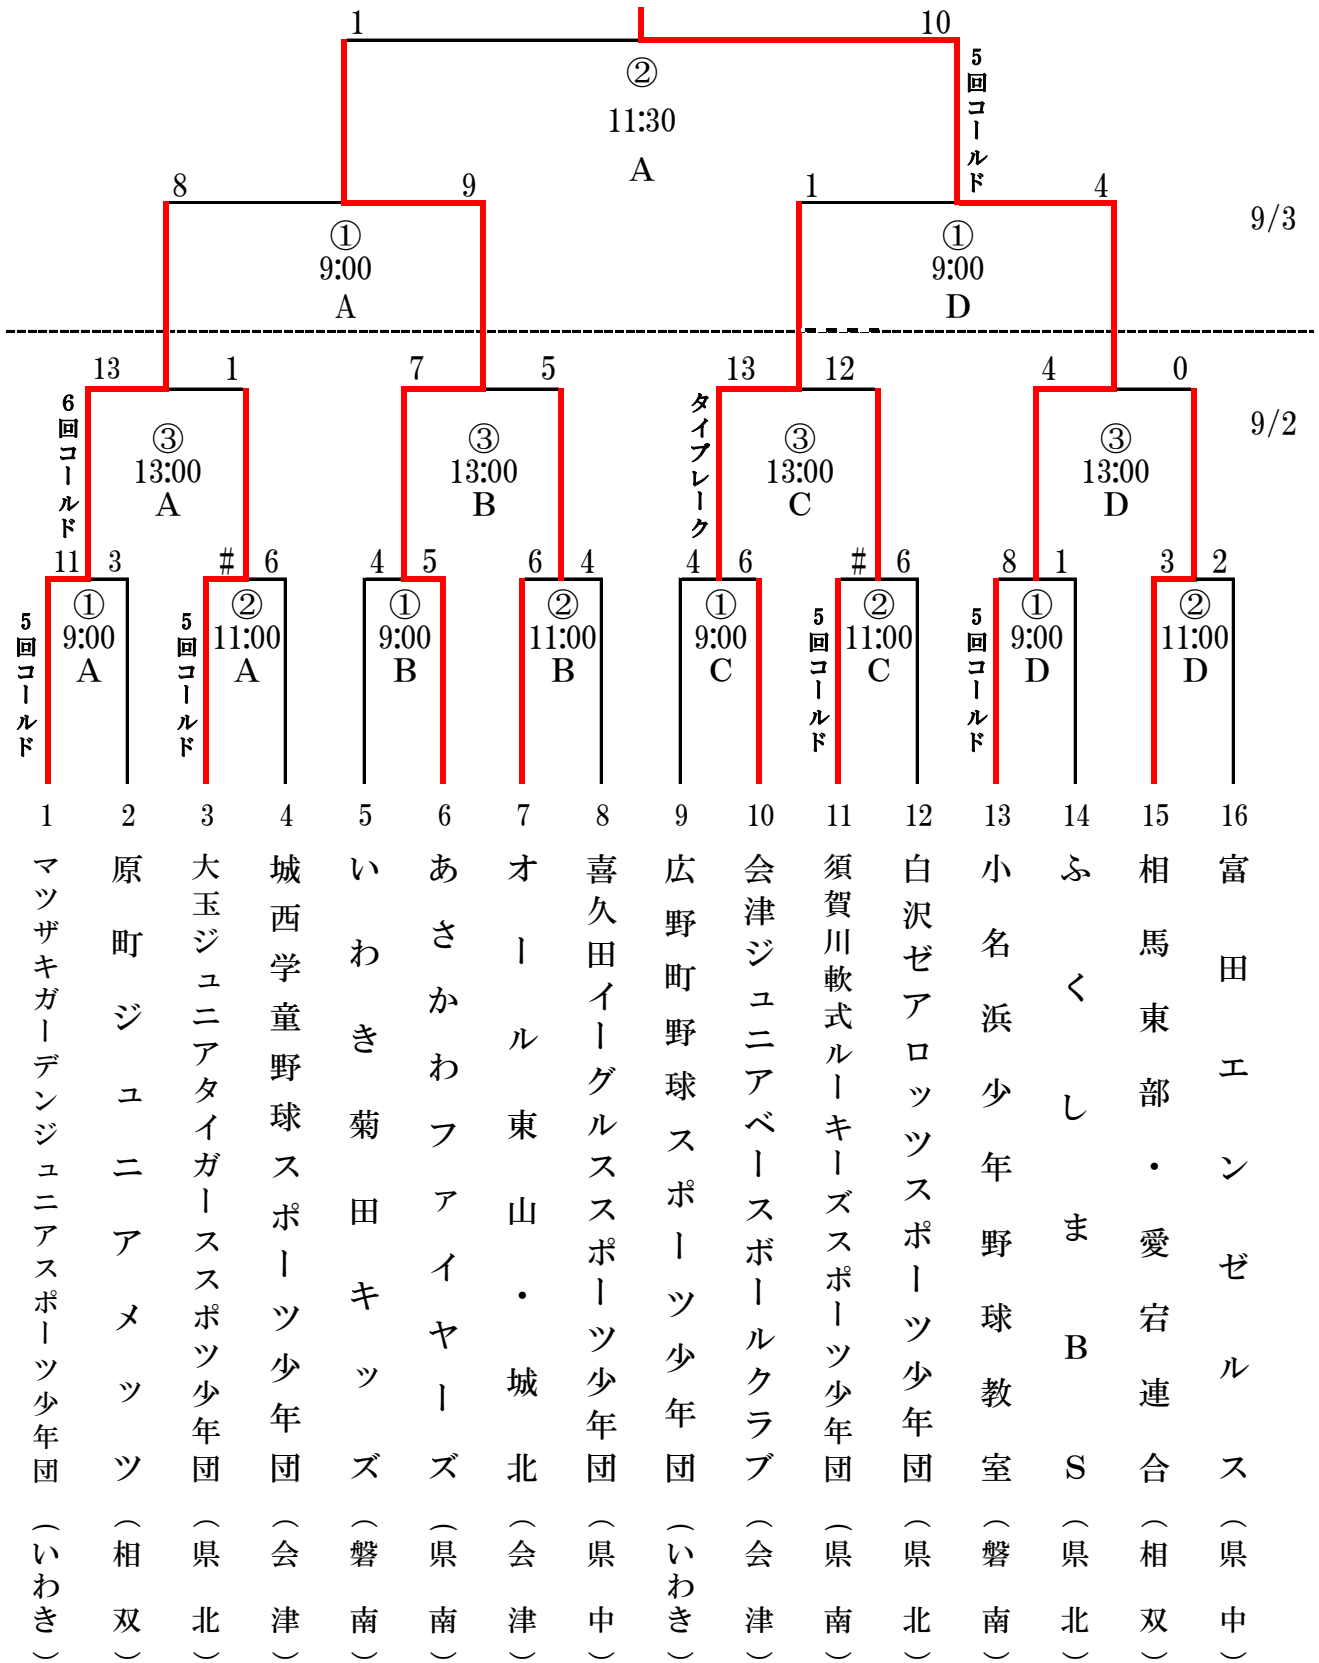 1 10
②
11:30
A
5回コールド
8 9 1 4
9/3
①
9:00
A
①
9:00
D
13 1 7 5 13 12 4 0
9/2
6回コールド
タイブレーク
③
13:00
A
③
13:00
B
③
13:00
C
③
13:00
D
11 3 # 6 4 5 6 4 4 6 # 6 8 1 3 2
①
9:00
A
②
11:00
A
①
9:00
B
②
11:00
B
①
9:00
C
②
11:00
C
①
9:00
D
②
11:00
D
5回コールド
5回コールド
5回コールド
5回コールド
1 マツザキガーデンジュニアスポーツ少年団 (いわき)
2 原町ジュニアメッツ (相双)
3 大玉ジュニアタイガーススポツ少年団 (県北)
4 城西学童野球スポーツ少年団 (会津)
5 いわき菊田キッズ (磐南)
6 あさかわファイヤーズ (県南)
7 オール東山・城北 (会津)
8 喜久田イーグルススポーツ少年団 (県中)
9 広野町野球スポーツ少年団 (いわき)
10 会津ジュニアベースボールクラブ (会津)
11 須賀川軟式ルーキーズスポーツ少年団 (県南)
12 白沢ゼアロッツスポーツ少年団 (県北)
13 小名浜少年野球教室 (磐南)
14 ふくしまBS (県北)
15 相馬東部・愛宕連合 (相双)
16 富田エンゼルス (県中)